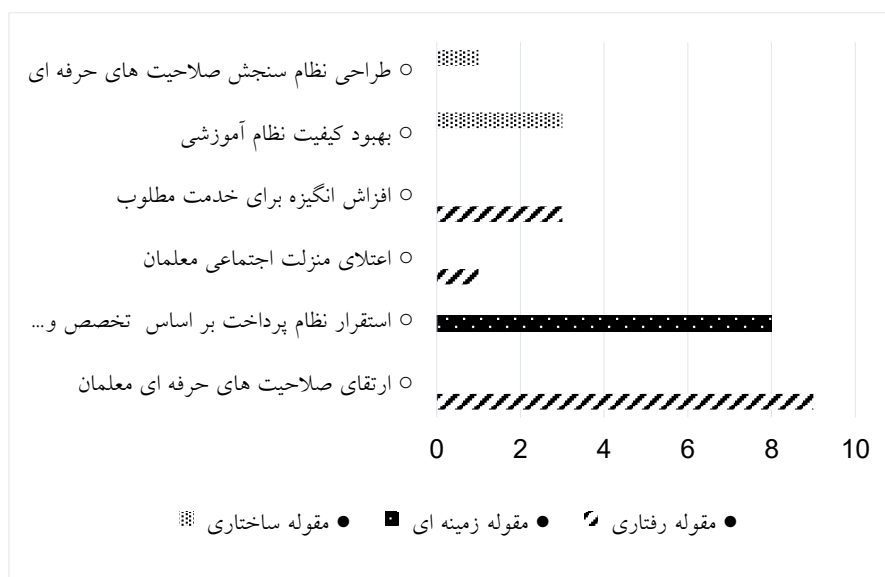 ○ طراحی نظام سنجش صلاحیت های حرفه ای
○ بهبود کیفیت نظام آموزشی
○ افزاش انگیزه برای خدمت مطلوب
○ اعتلای منزلت اجتماعی معلمان
○ استقرار نظام پرداخت بر اساس تخصص و...
○ ارتقای صلاحیت های حرفه ای معلمان
0 2 4 6 8 10
● مقوله رفتاری ● مقوله زمینه ای ● مقوله ساختاری